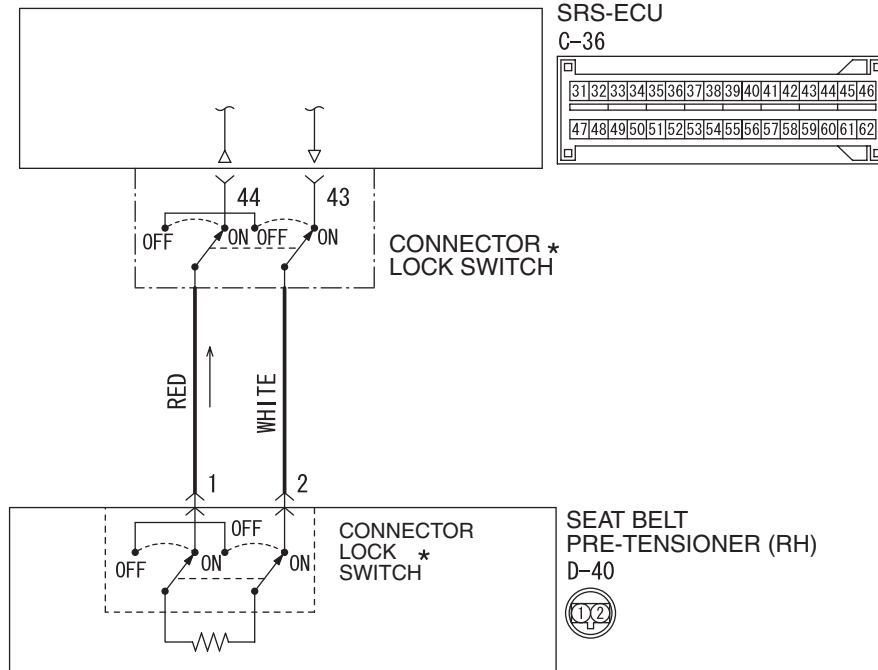 SRS-ECU
C-36
31 32 33 34 35 36 37 38 39 40 41 42 43 44 45 46
47 48 49 50 51 52 53 54 55 56 57 58 59 60 61 62
44 43
OFF ON OFF ON
CONNECTOR *
LOCK SWITCH
RED
WHITE
1 2
OFF
OFF ON ON
CONNECTOR
LOCK *
SWITCH
SEAT BELT
PRE-TENSIONER (RH)
D-40
1 2